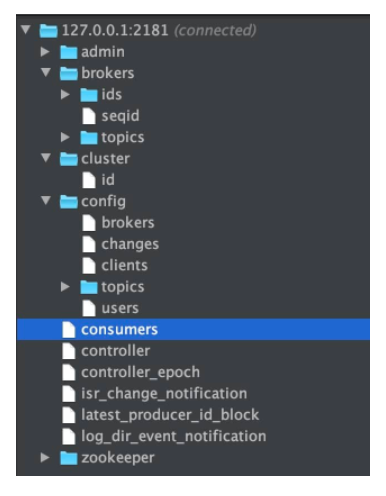 127.0.0.1:2181 (connected)
admin
brokers
ids
seqid
topics
cluster
id
config
brokers
changes
clients
topics
users
consumers
controller
controller_epoch
isr_change_notification
latest_producer_id_block
log_dir_event_notification
zookeeper